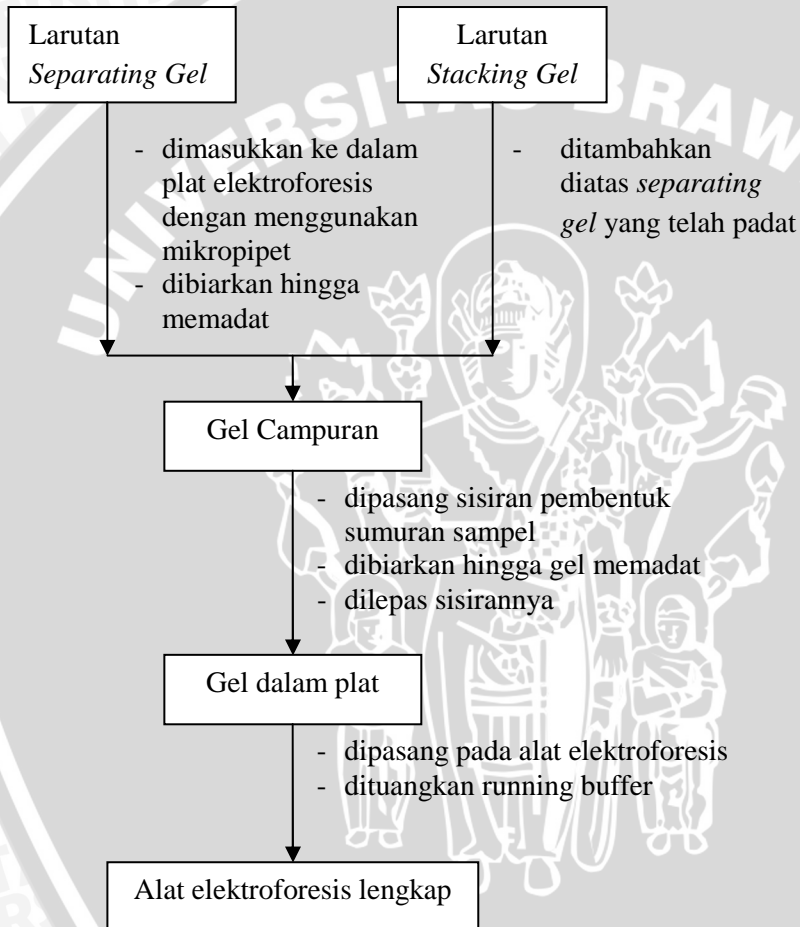 Larutan
Separating Gel
Larutan
Stacking Gel
- dimasukkan ke dalam
plat elektroforesis
dengan menggunakan
mikropipet
- dibiarkan hingga
memadat
- ditambahkan
diatas separating
gel yang telah padat
Gel Campuran
- dipasang sisiran pembentuk
sumuran sampel
- dibiarkan hingga gel memadat
- dilepas sisirannya
Gel dalam plat
- dipasang pada alat elektroforesis
- dituangkan running buffer
Alat elektroforesis lengkap
UNIVERSITAS BRAW